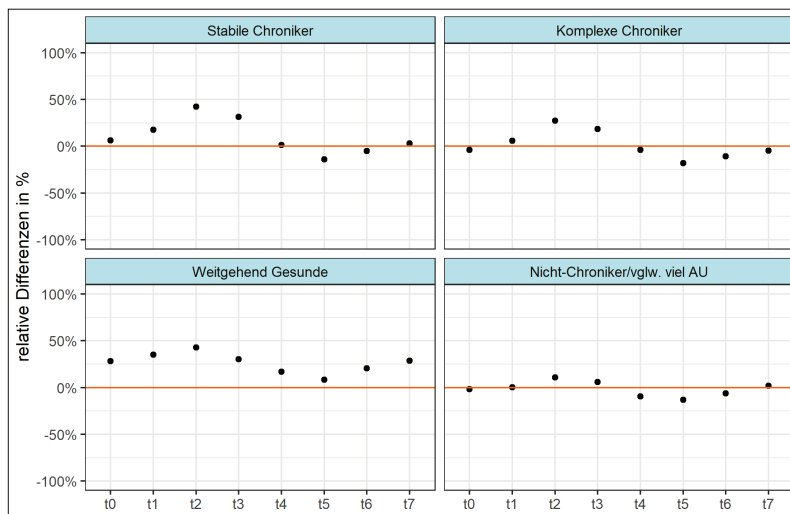 Stabile Chroniker
Komplexe Chroniker
100%
50%
0%
-50%
-100%
Weitgehend Gesunde
Nicht-Chroniker/vglw. viel AU
100%
50%
0%
-50%
-100%
relative Differenzen in %
t0 t1 t2 t3 t4 t5 t6 t7
t0 t1 t2 t3 t4 t5 t6 t7